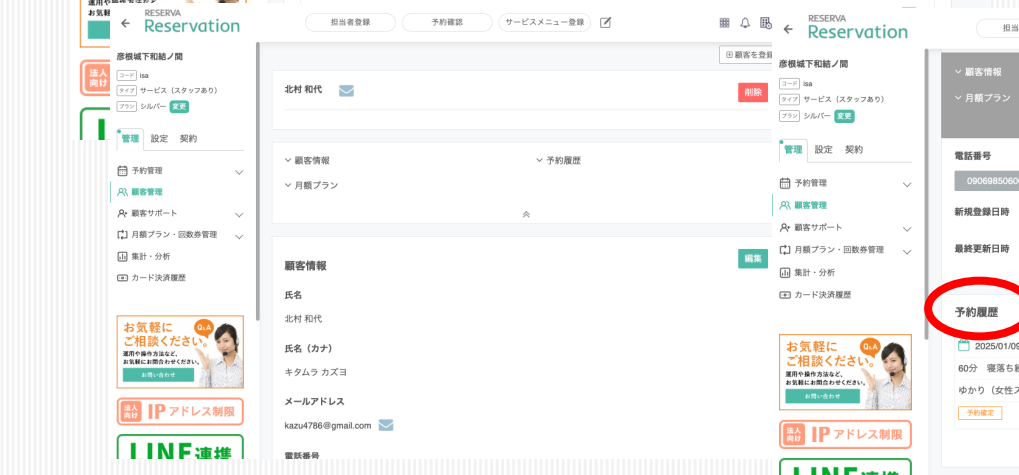 お気軽
法人
向け
RESERVA
Reservation
担当者登録
予約確認
サービスメニュー登録
彦根城下和結ノ間
コード isa
タイプ サービス（スタッフあり）
プラン シルバー 変更
管理 設定 契約
予約管理
顧客管理
顧客サポート
月額プラン・回数券管理
集計・分析
カード決済履歴
お気軽に
ご相談ください。
Q&A
運用や操作方法など、
お気軽にお問合わせください。
お問い合わせ
法人
向け IPアドレス制限
LINE連携
顧客を登録
北村 和代
削除
顧客情報
予約履歴
月額プラン
顧客情報
編集
氏名
北村 和代
氏名（カナ）
キタムラ カズヨ
メールアドレス
kazu4786@gmail.com
電話番号
RESERVA
Reservation
担当
彦根城下和結ノ間
コード isa
タイプ サービス（スタッフあり）
プラン シルバー 変更
管理 設定 契約
予約管理
顧客管理
顧客サポート
月額プラン・回数券管理
集計・分析
カード決済履歴
お気軽に
ご相談ください。
Q&A
運用や操作方法など、
お気軽にお問合わせください。
お問い合わせ
法人
向け IPアドレス制限
LINE連携
顧客情報
月額プラン
電話番号
0906985060
新規登録日時
最終更新日時
予約履歴
2025/01/09
60分 寝落ち
ゆかり（女性ス
予約確定